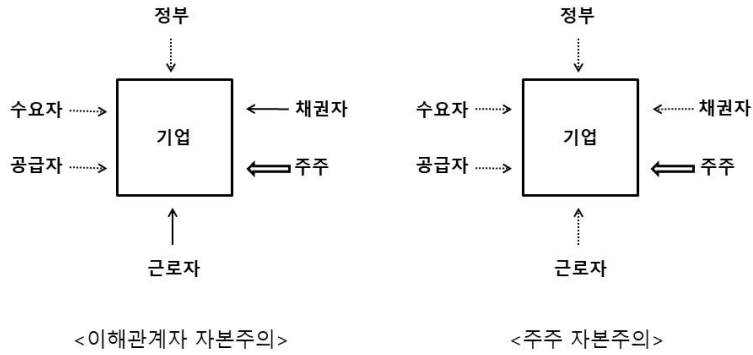 정부 정부
수요자 채권자 수요자 채권자
기업 기업
공급자 주주 공급자 주주
근로자 근로자
<이해관계자 자본주의> <주주 자본주의>